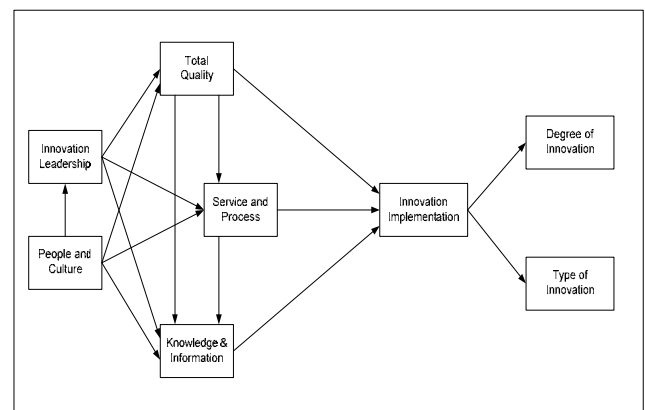 Total
Quality
Innovation
Leadership
People and
Culture
Service and
Process
Knowledge &
Information
Innovation
Implementation
Degree of
Innovation
Type of
Innovation